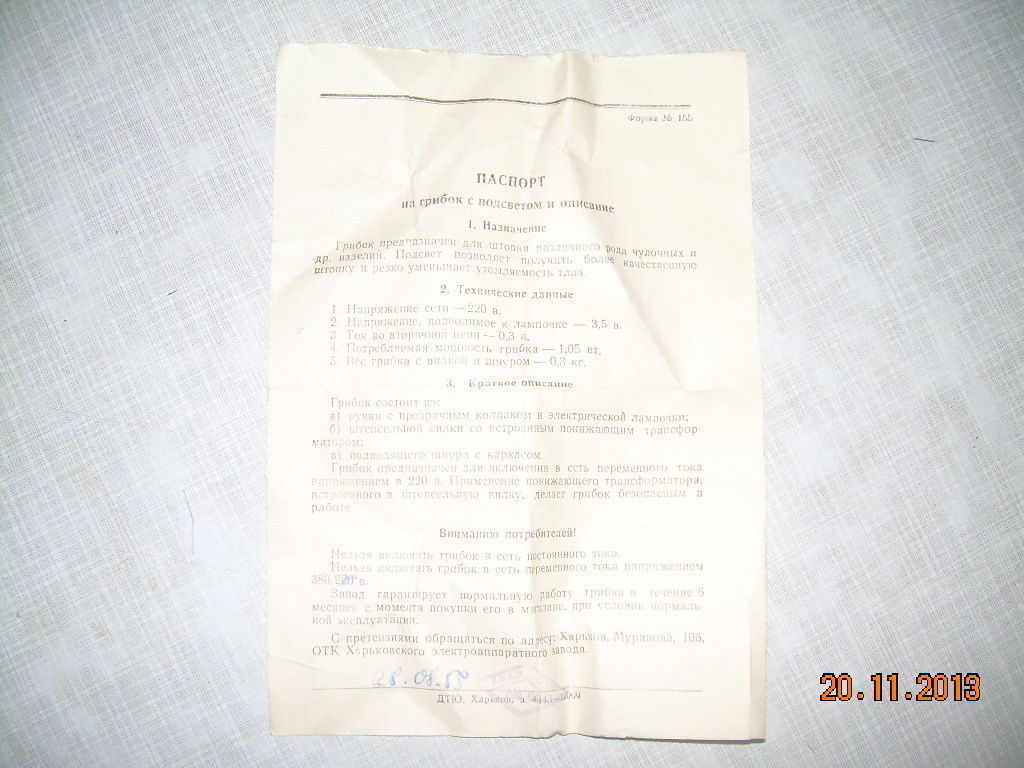 Форма № 155
ПАСПОРТ
на грибок с подсветом и описание
1. Назначение
Грибок предназначен для штопки различного рода чулочных и
др. изделий. Подсвет позволяет получить более качественную
штопку и резко уменьшает утомляемость глаз.
2. Технические данные
1. Напряжение сети — 220 в.
2. Напряжение, подводимое к лампочке — 3,5 в.
3 Ток во вторичной цепи — 0,3 а.
4. Потребляемая мощность грибка — 1,05 вт.
5. Вес грибка с вилкой и шнуром — 0,3 кг.
3. Краткое описание
Грибок состоит из:
а) ручки с прозрачным колпаком и электрической лампочки;
б) штепсельной вилки со встроенным понижающим трансфор-
матором;
в) подводящего шнура с каркасом.
Грибок предназначен для включения в сеть переменного тока
напряжением в 220 в. Применение понижающего трансформатора,
встроенного в штепсельную вилку, делает грибок безопасным в
работе.
Вниманию потребителей!
Нельзя включать грибок в сеть постоянного тока.
Нельзя включать грибок в сеть переменного тока напряжением
380/220 в.
Завод гарантирует нормальную работу грибка в течение 6
месяцев с момента покупки его в магазине, при условии нормаль-
ной эксплуатации.
С претензиями обращаться по адресу: Харьков, Муранова, 106,
ОТК Харьковского электроаппаратного завода.
ДТЮ, Харьков, з.
20.11.2013